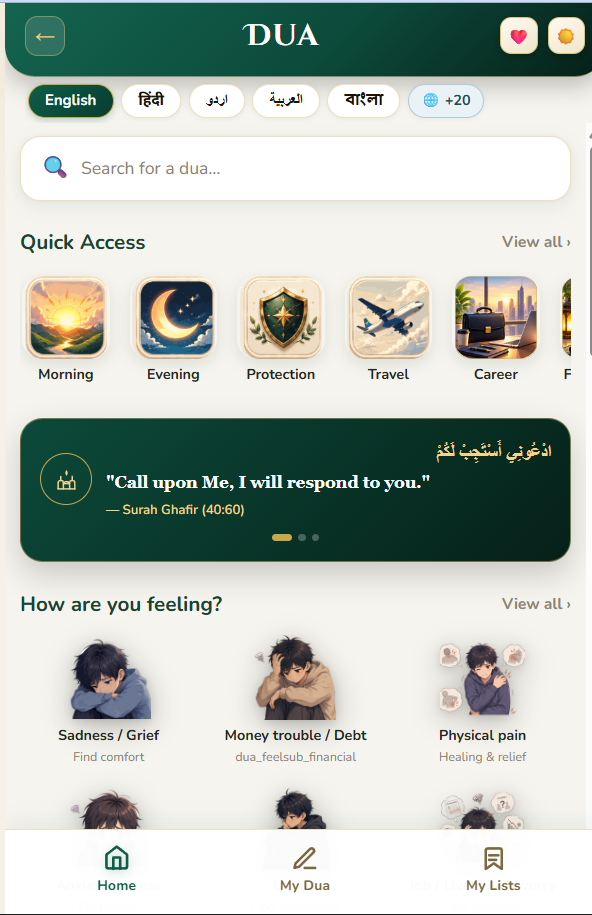 ←
DUA
English
हिंदी
اردو
العربية
বাংলা
+20
Search for a dua...
Quick Access
View all ›
Morning
Evening
Protection
Travel
Career
F
ادْعُونِي أَسْتَجِبْ لَكُمْ
"Call upon Me, I will respond to you."
— Surah Ghafir (40:60)
How are you feeling?
View all ›
Sadness / Grief
Money trouble / Debt
Physical pain
Find comfort
dua_feelsub_financial
Healing & relief
Home
My Dua
My Lists